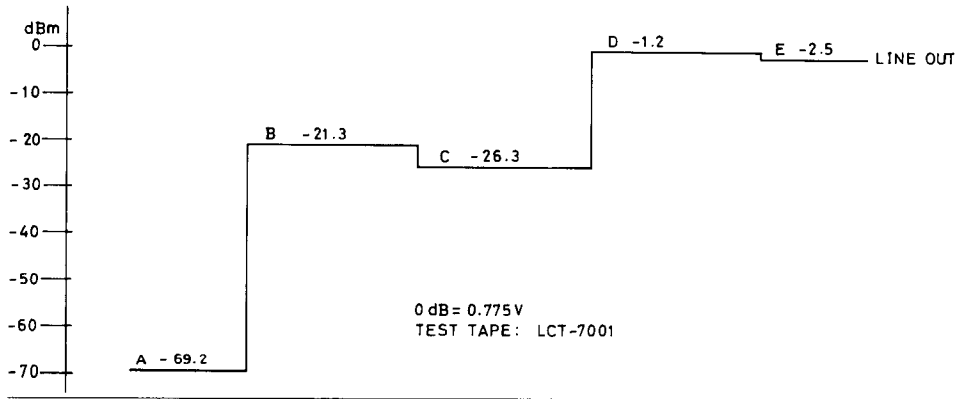 dBm
0
D -1.2
E -2.5
LINE OUT
-10
B -21.3
-20
C -26.3
-30
-40
-50
0 dB = 0.775V
-60
TEST TAPE: LCT-7001
A -69.2
-70